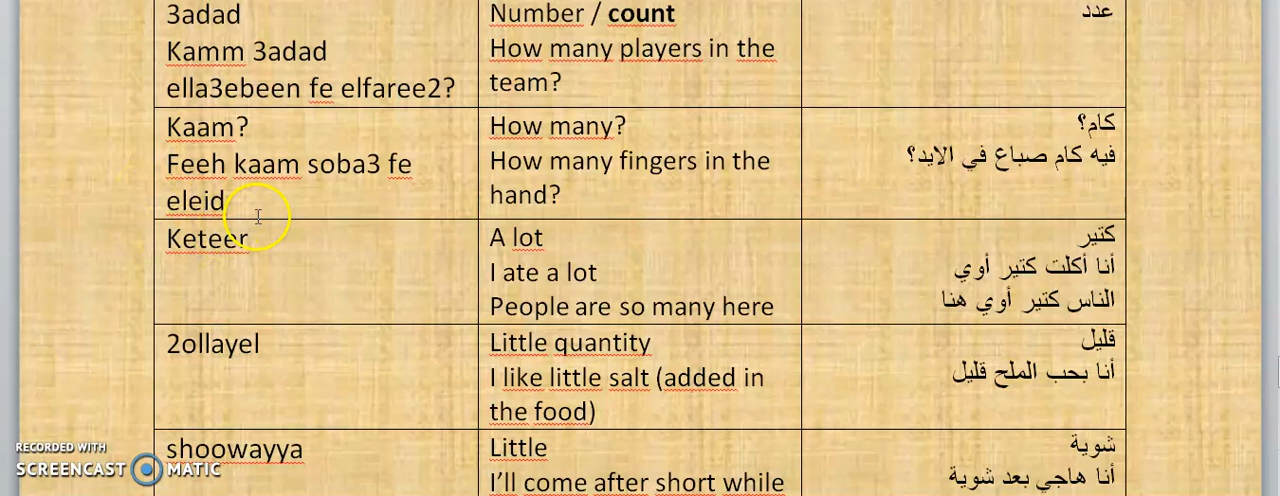 3adad
Kamm 3adad
ella3ebeen fe elfaree2?
Number / count
How many players in the
team?
عدد
Kaam?
Feeh kaam soba3 fe
eleid
How many?
How many fingers in the
hand?
كام؟
فيه كام صباع في الايد؟
Keteer
A lot
I ate a lot
People are so many here
كتير
أنا أكلت كتير أوي
الناس كتير أوي هنا
2ollayel
Little quantity
I like little salt (added in
the food)
قليل
أنا بحب الملح قليل
shoowayya
Little
I'll come after short while
شوية
أنا هاجي بعد شوية
RECORDED WITH
SCREENCAST MATIC